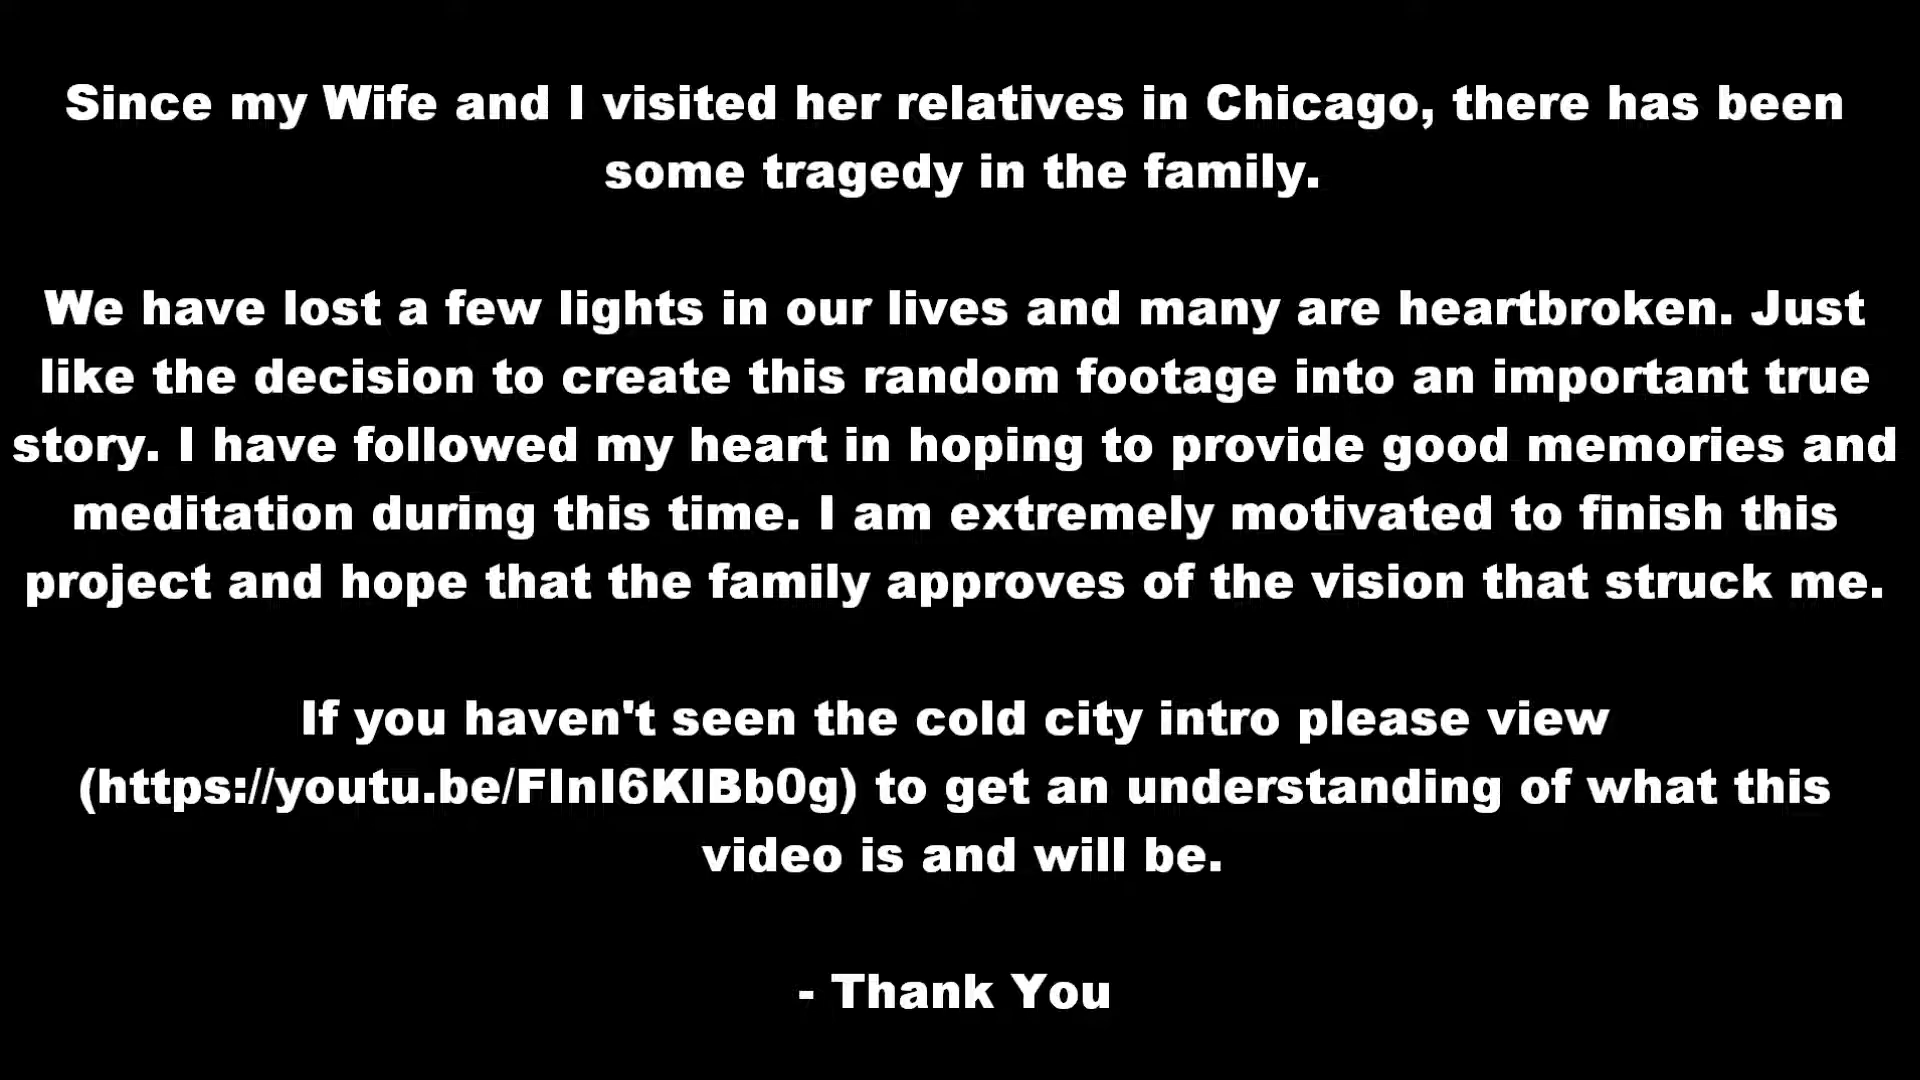 Since my Wife and I visited her relatives in Chicago, there has been
some tragedy in the family.
We have lost a few lights in our lives and many are heartbroken. Just
like the decision to create this random footage into an important true
story. I have followed my heart in hoping to provide good memories and
meditation during this time. I am extremely motivated to finish this
project and hope that the family approves of the vision that struck me.
If you haven't seen the cold city intro please view
(https://youtu.be/FInI6KIBb0g) to get an understanding of what this
video is and will be.
- Thank You